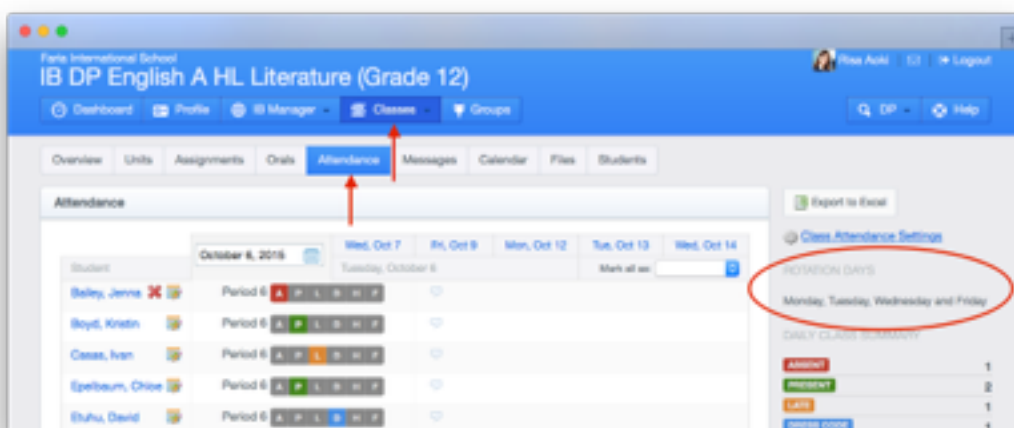 Faria International School
IB DP English A HL Literature (Grade 12)
Risa Aoki Logout
Dashboard Profile IB Manager Classes Groups DP Help
Overview Units Assignments Orals Attendance Messages Calendar Files Students
Attendance
Export to Excel
Class Attendance Settings
October 6, 2015 Wed, Oct 7 Fri, Oct 9 Mon, Oct 12 Tue, Oct 13 Wed, Oct 14
Student Tuesday, October 6 Mark all as:
ROTATION DAYS
Monday, Tuesday, Wednesday and Friday
DAILY CLASS SUMMARY
Bailey, Jenna Period 6 A P L D H F
Boyd, Kristin Period 6 A P L D H F
Casas, Ivan Period 6 A P L D H F
Epelbaum, Chloe Period 6 A P L D H F
Etuhu, David Period 6 A P L D H F
ABSENT 1
PRESENT 2
LATE 1
DRESS CODE 1